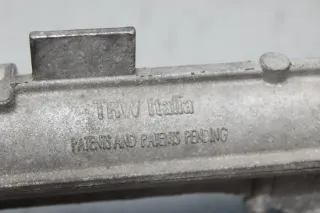 TRW Italia
PATENTS AND PATENTS PENDING